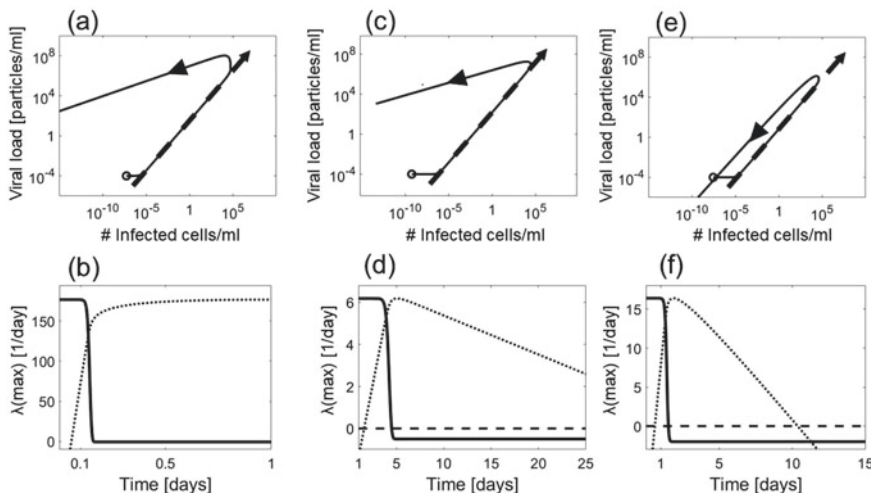 (a)
Viral load [particles/ml]
10^8
10^4
1
10^-4
10^-10 10^-5 1 10^5
# Infected cells/ml
(c)
Viral load [particles/ml]
10^8
10^4
1
10^-4
10^-10 10^-5 1 10^5
# Infected cells/ml
(e)
Viral load [particles/ml]
10^8
10^4
1
10^-4
10^-10 10^-5 1 10^5
# Infected cells/ml
(b)
λ(max) [1/day]
150
100
50
0
0.1 0.5 1
Time [days]
(d)
λ(max) [1/day]
6
4
2
0
1 5 10 15 20 25
Time [days]
(f)
λ(max) [1/day]
15
10
5
0
1 5 10 15
Time [days]